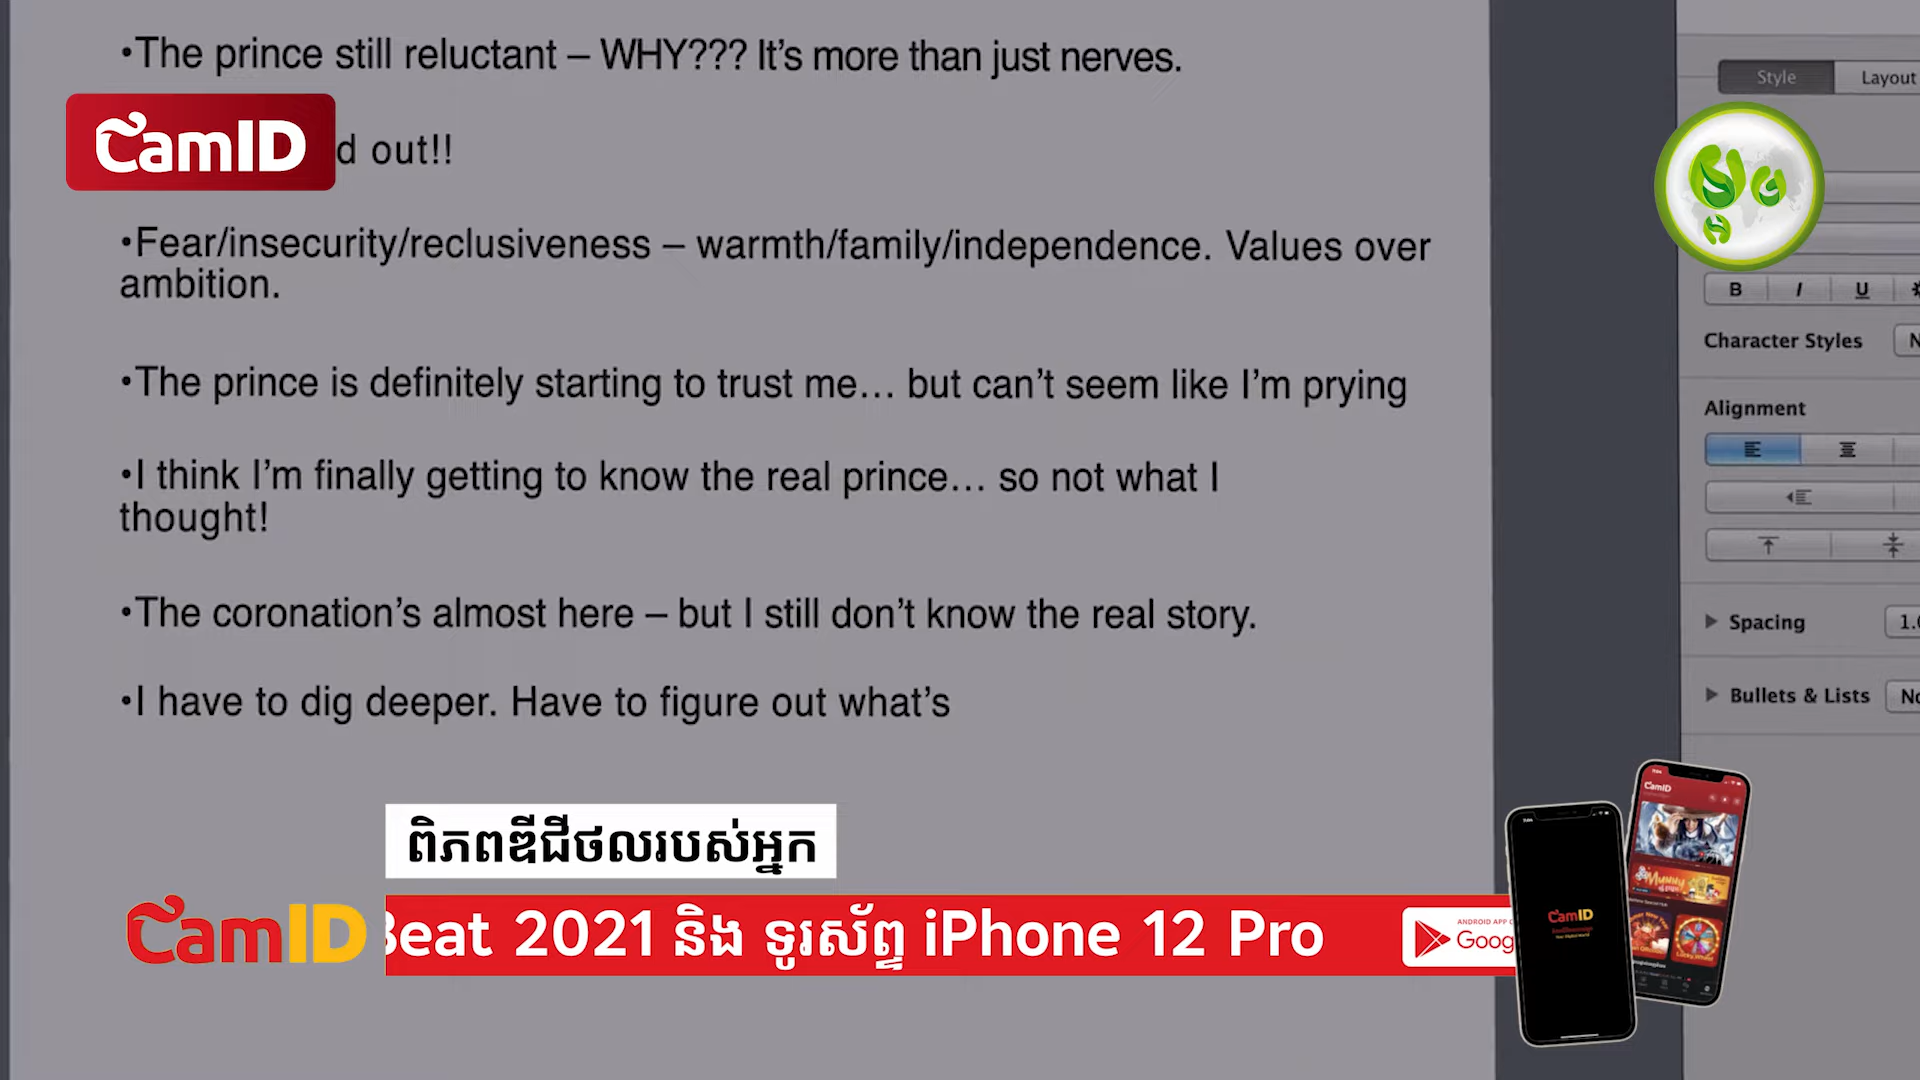 •The prince still reluctant – WHY??? It’s more than just nerves.
Style
Layout
CamID
d out!!
•Fear/insecurity/reclusiveness – warmth/family/independence. Values over
ambition.
B I U
Character Styles
•The prince is definitely starting to trust me… but can’t seem like I’m prying
Alignment
•I think I’m finally getting to know the real prince… so not what I
thought!
•The coronation’s almost here – but I still don’t know the real story.
Spacing
•I have to dig deeper. Have to figure out what’s
Bullets & Lists
ពិភពឌីជីថលរបស់អ្នក
CamID
Beat 2021 និង ទូរស័ព្ទ iPhone 12 Pro
ANDROID APP
Goog
CamID
CamID